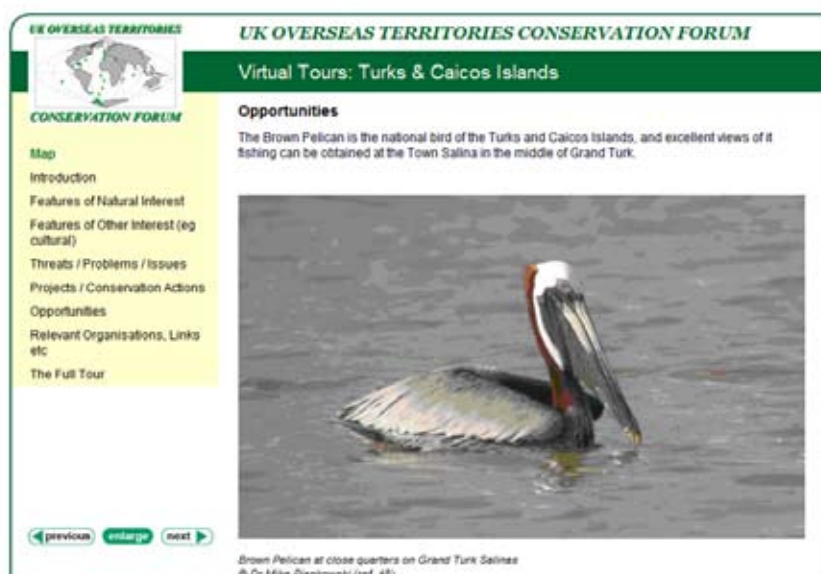 UK OVERSEAS TERRITORIES
CONSERVATION FORUM
UK OVERSEAS TERRITORIES CONSERVATION FORUM
Virtual Tours: Turks & Caicos Islands
Map
Introduction
Features of Natural Interest
Features of Other Interest (eg
cultural)
Threats / Problems / Issues
Projects / Conservation Actions
Opportunities
Relevant Organisations, Links
etc
The Full Tour
previous
enlarge
next
Opportunities
The Brown Pelican is the national bird of the Turks and Caicos Islands, and excellent views of it
fishing can be obtained at the Town Salina in the middle of Grand Turk.
Brown Pelican at close quarters on Grand Turk Salinas
© Dr Mike Pienkowski